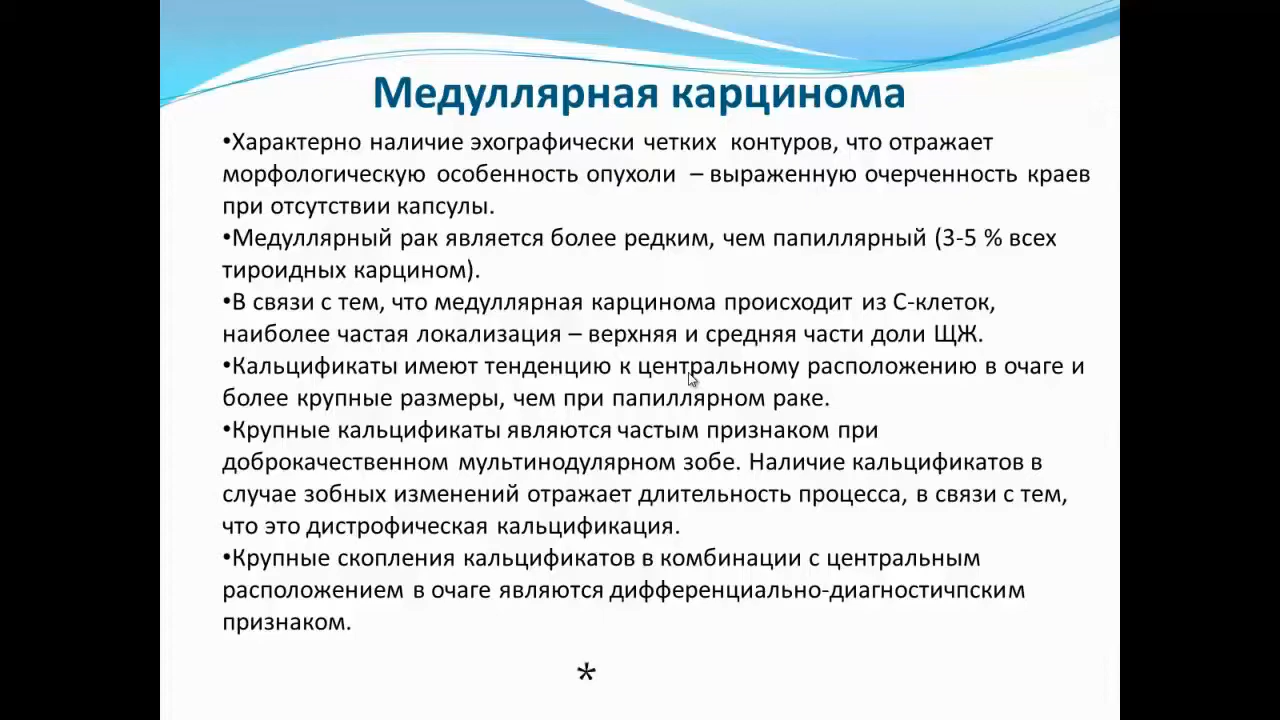 Медуллярная карцинома
•Характерно наличие эхографически четких контуров, что отражает
морфологическую особенность опухоли – выраженную очерченность краев
при отсутствии капсулы.
•Медуллярный рак является более редким, чем папиллярный (3-5 % всех
тироидных карцином).
•В связи с тем, что медуллярная карцинома происходит из С-клеток,
наиболее частая локализация – верхняя и средняя части доли ЩЖ.
•Кальцификаты имеют тенденцию к центральному расположению в очаге и
более крупные размеры, чем при папиллярном раке.
•Крупные кальцификаты являются частым признаком при
доброкачественном мультинодулярном зобе. Наличие кальцификатов в
случае зобных изменений отражает длительность процесса, в связи с тем,
что это дистрофическая кальцификация.
•Крупные скопления кальцификатов в комбинации с центральным
расположением в очаге являются дифференциально-диагностичпским
признаком.
*